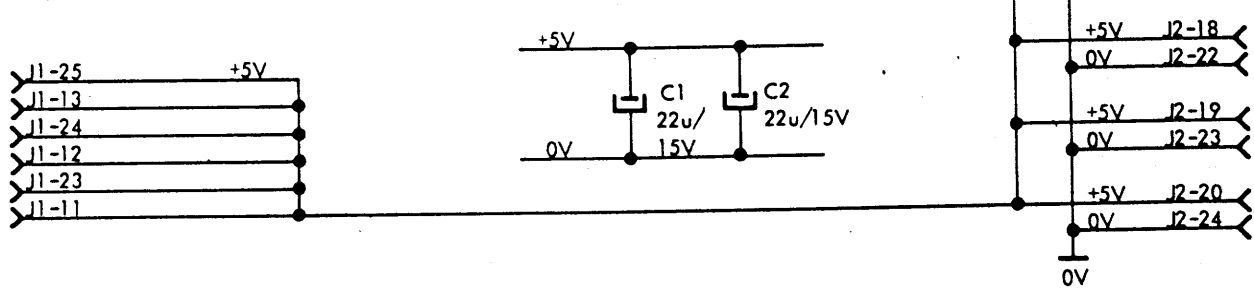 J1-25 +5V
J1-13
J1-24
J1-12
J1-23
J1-11
+5V
C1
22u/
15V
C2
22u/15V
0V
+5V J2-18
0V J2-22
+5V J2-19
0V J2-23
+5V J2-20
0V J2-24
0V